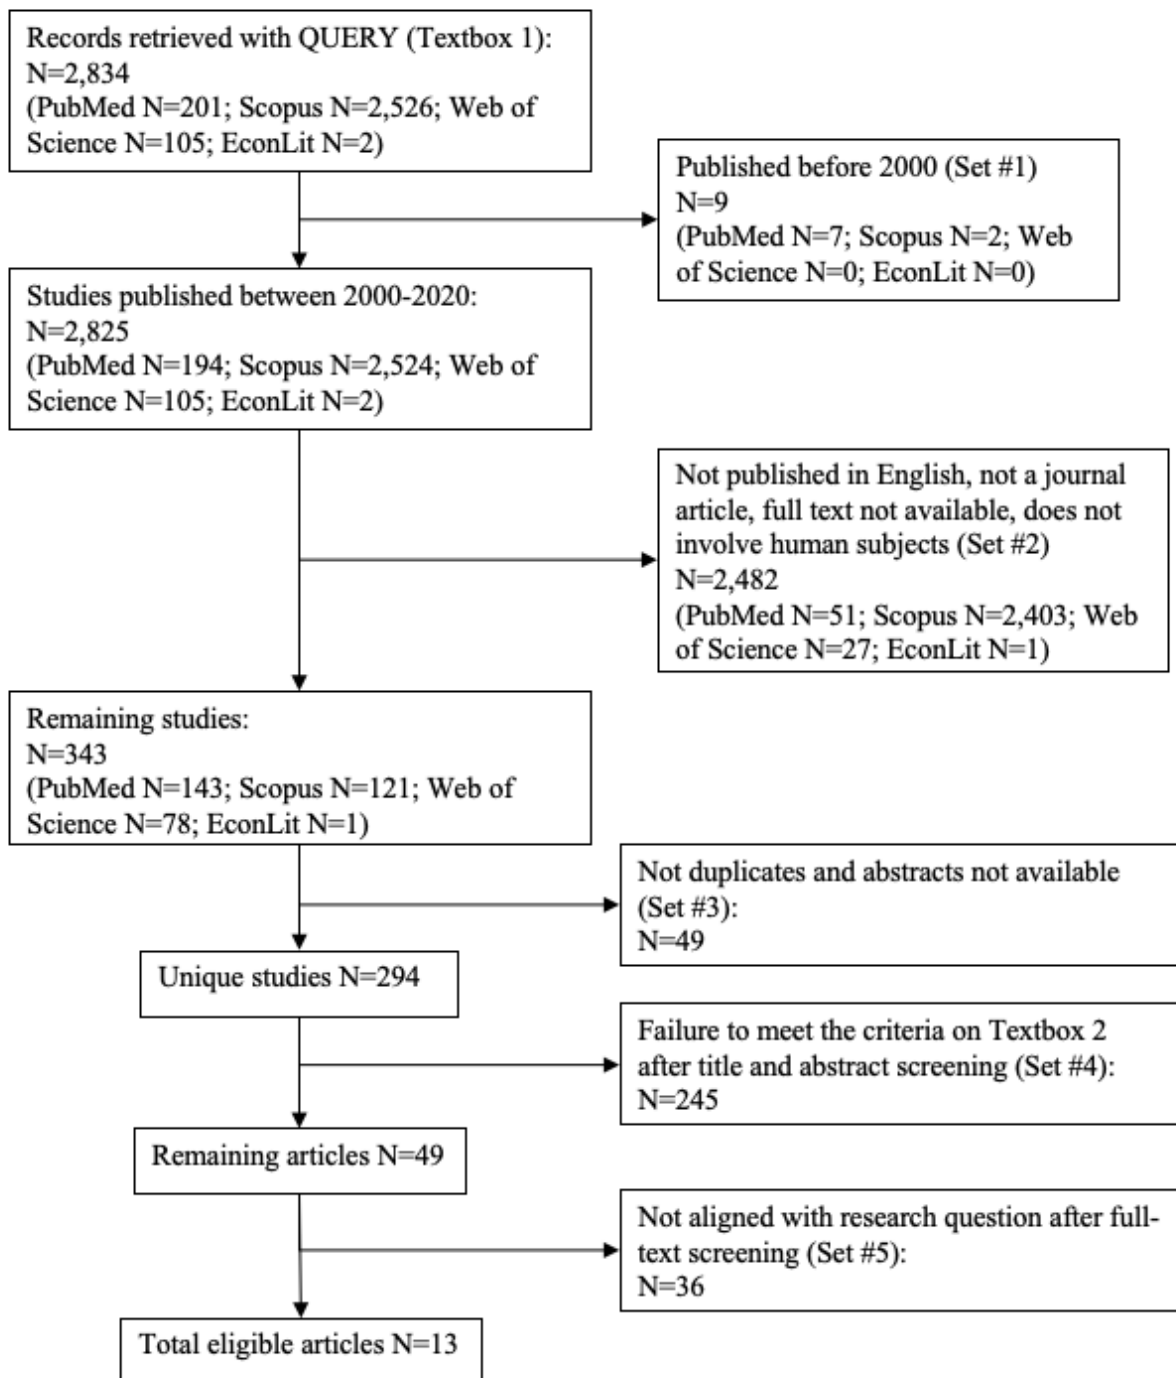 Records retrieved with QUERY (Textbox 1):
N=2,834
(PubMed N=201; Scopus N=2,526; Web of
Science N=105; EconLit N=2)
Published before 2000 (Set #1)
N=9
(PubMed N=7; Scopus N=2; Web
of Science N=0; EconLit N=0)
Studies published between 2000-2020:
N=2,825
(PubMed N=194; Scopus N=2,524; Web of
Science N=105; EconLit N=2)
Not published in English, not a journal
article, full text not available, does not
involve human subjects (Set #2)
N=2,482
(PubMed N=51; Scopus N=2,403; Web
of Science N=27; EconLit N=1)
Remaining studies:
N=343
(PubMed N=143; Scopus N=121; Web of
Science N=78; EconLit N=1)
Not duplicates and abstracts not available
(Set #3):
N=49
Unique studies N=294
Failure to meet the criteria on Textbox 2
after title and abstract screening (Set #4):
N=245
Remaining articles N=49
Not aligned with research question after full-
text screening (Set #5):
N=36
Total eligible articles N=13